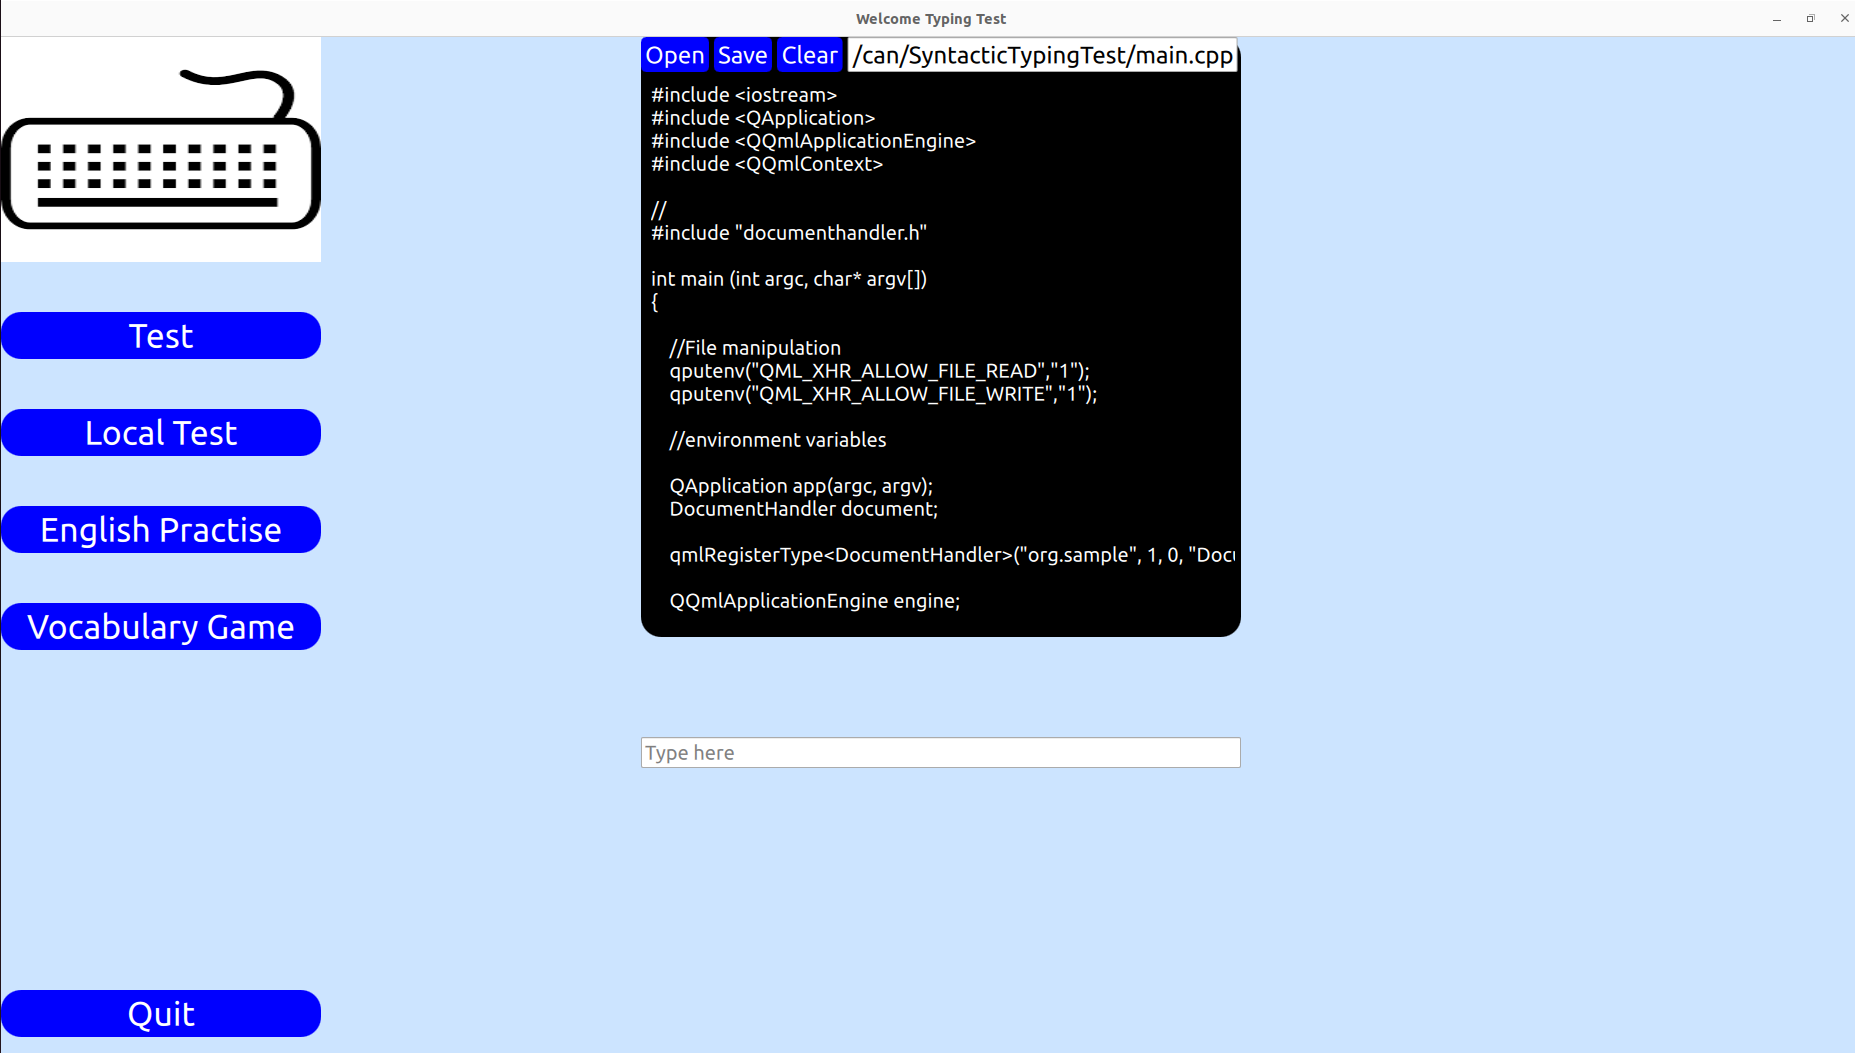 Welcome Typing Test
Open Save Clear /can/SyntacticTypingTest/main.cpp
#include <iostream>
#include <QApplication>
#include <QQmlApplicationEngine>
#include <QQmlContext>
//
#include "documenthandler.h"
int main (int argc, char* argv[])
{
//File manipulation
qputenv("QML_XHR_ALLOW_FILE_READ","1");
qputenv("QML_XHR_ALLOW_FILE_WRITE","1");
//environment variables
QApplication app(argc, argv);
DocumentHandler document;
qmlRegisterType<DocumentHandler>("org.sample", 1, 0, "Docu
QQmlApplicationEngine engine;
Type here
Test
Local Test
English Practise
Vocabulary Game
Quit